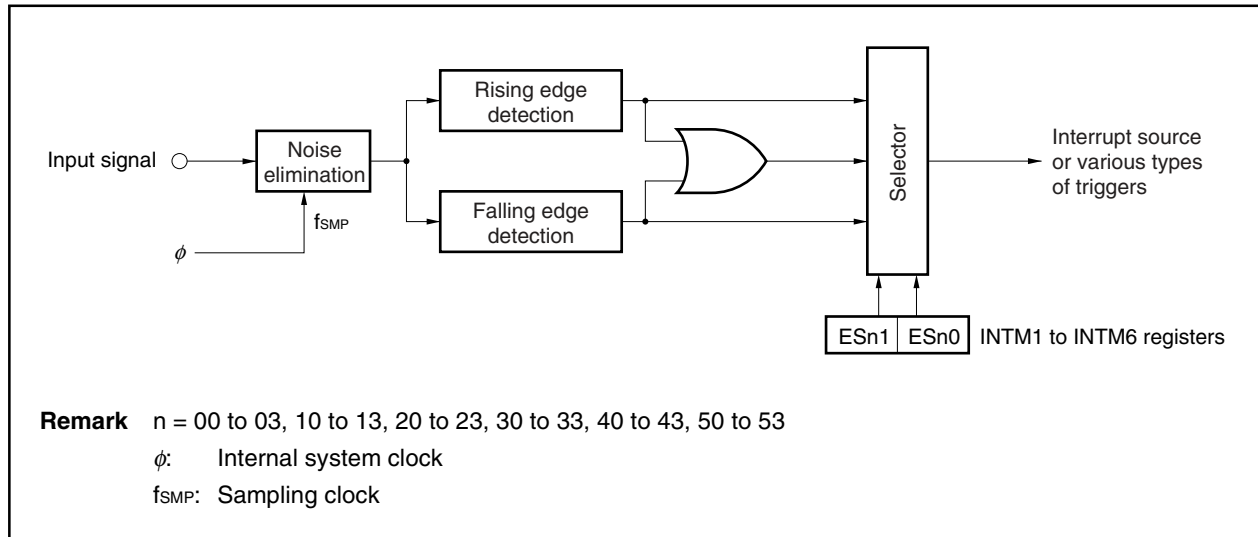 Input signal
Noise
elimination
fSMP
ϕ
Rising edge
detection
Falling edge
detection
Selector
Interrupt source
or various types
of triggers
ESn1 ESn0 INTM1 to INTM6 registers
Remark n = 00 to 03, 10 to 13, 20 to 23, 30 to 33, 40 to 43, 50 to 53
ϕ: Internal system clock
fSMP: Sampling clock